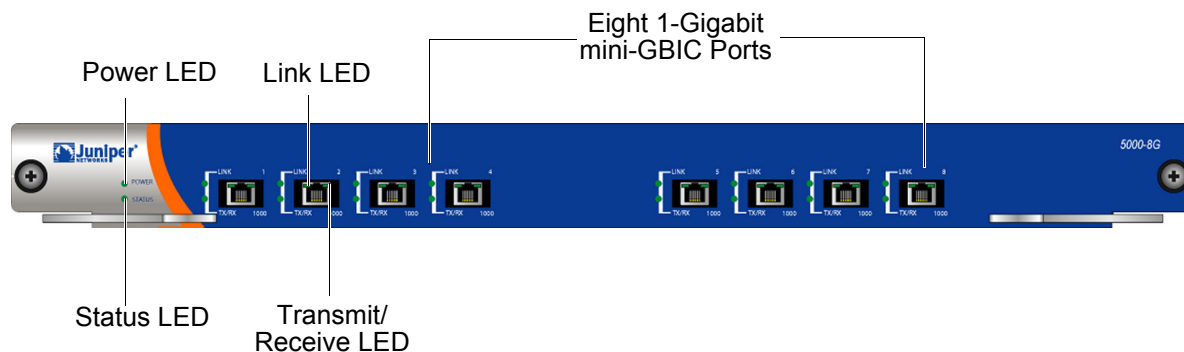 Eight 1-Gigabit
mini-GBIC Ports
Power LED
Link LED
Juniper
NETWORKS
5000-8G
POWER
STATUS
LINK 1
TX/RX 1000
LINK 2
TX/RX 1000
LINK 3
TX/RX 1000
LINK 4
TX/RX 1000
LINK 5
TX/RX 1000
LINK 6
TX/RX 1000
LINK 7
TX/RX 1000
LINK 8
TX/RX 1000
Status LED
Transmit/
Receive LED